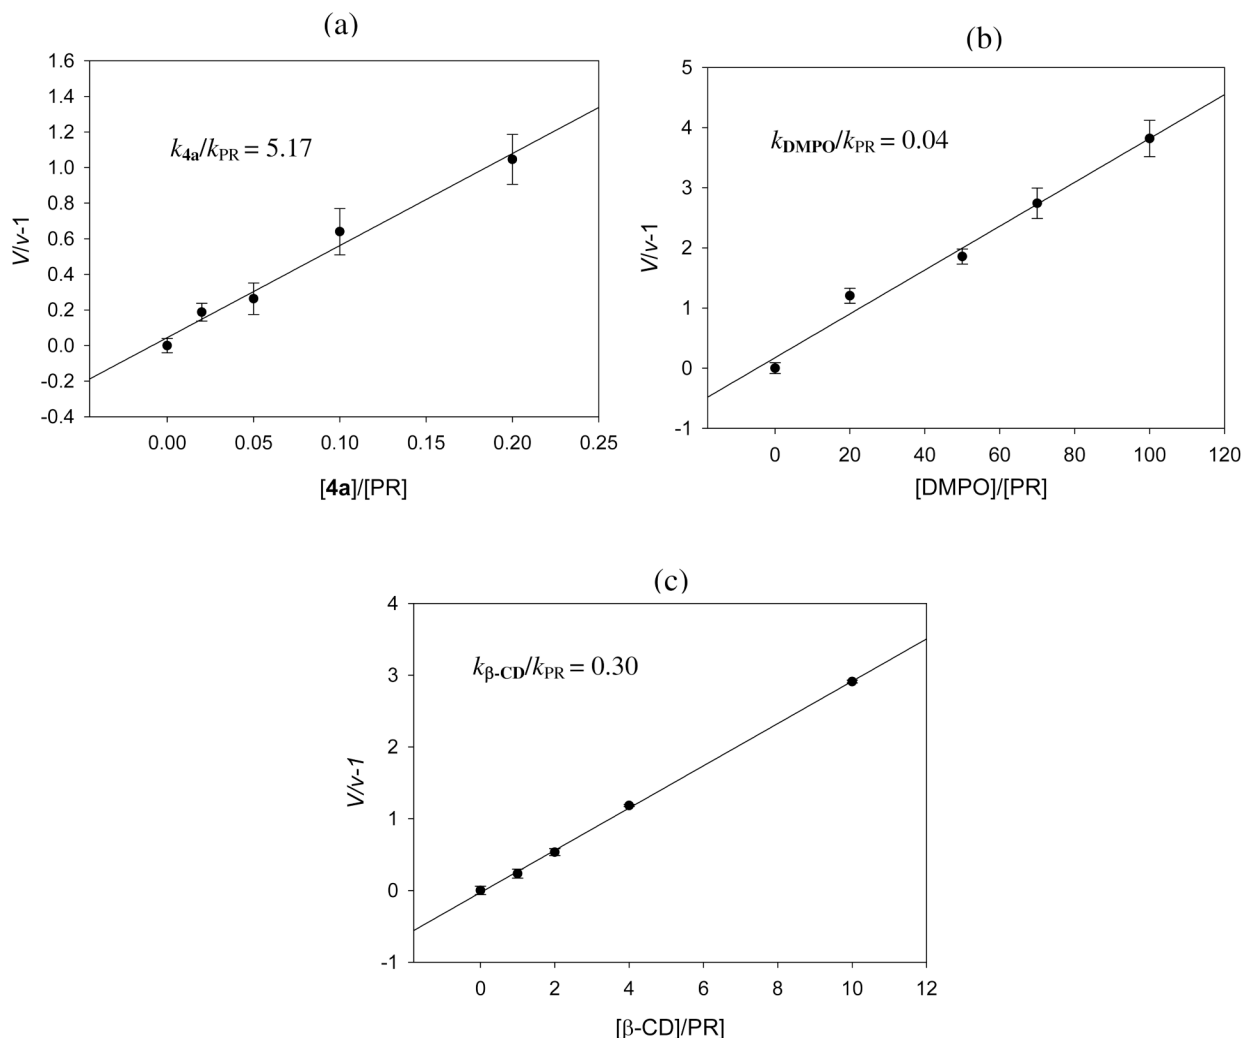 (a)
1.6
1.4
1.2
1.0
0.8
0.6
0.4
0.2
0.0
-0.2
-0.4
V/v-1
k4a/kPR = 5.17
0.00 0.05 0.10 0.15 0.20 0.25
[4a]/[PR]
(b)
5
4
3
2
1
0
-1
V/v-1
kDMPO/kPR = 0.04
0 20 40 60 80 100 120
[DMPO]/[PR]
(c)
4
3
2
1
0
-1
V/v-1
kβ-CD/kPR = 0.30
0 2 4 6 8 10 12
[β-CD]/PR]